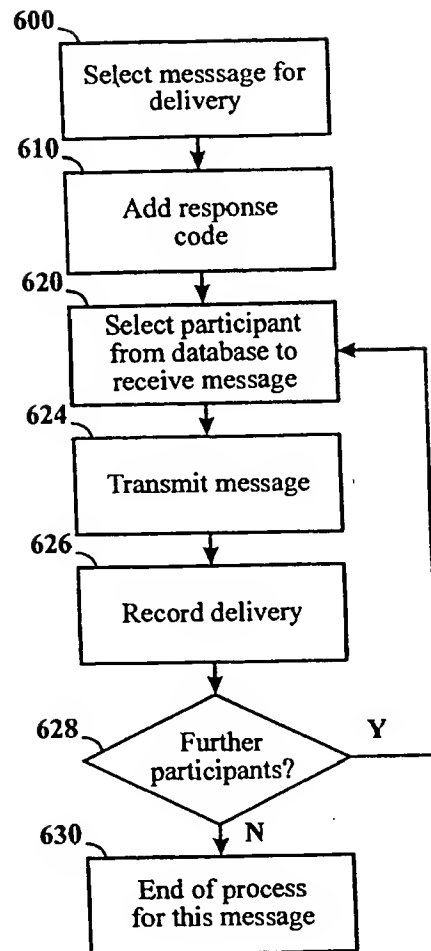 600
Select messsage for
delivery
610
Add response
code
620
Select participant
from database to
receive message
624
Transmit message
626
Record delivery
628
Further
participants?
Y
N
630
End of process
for this message